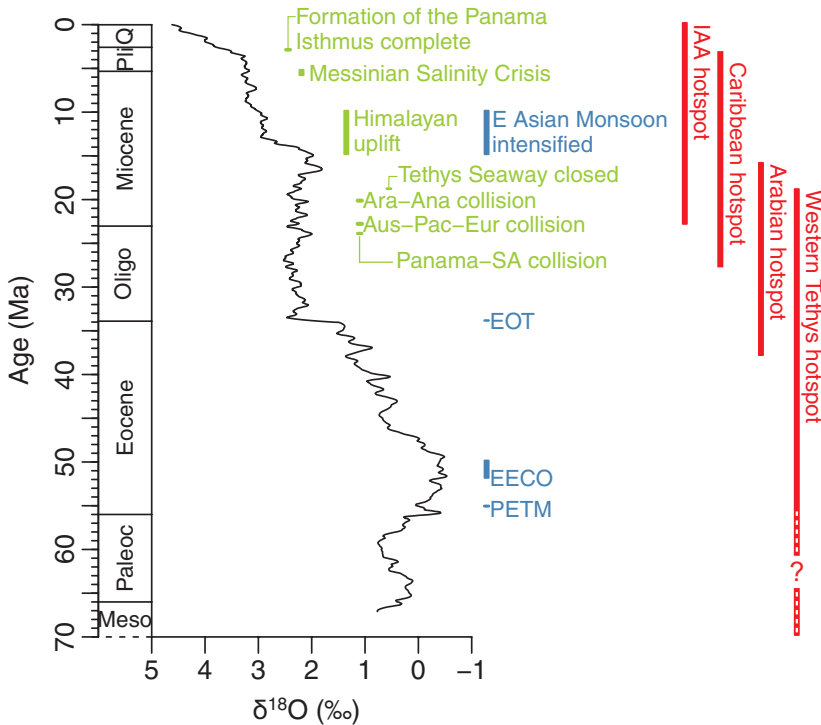 Formation of the Panama
Isthmus complete
Messinian Salinity Crisis
Himalayan
uplift
E Asian Monsoon
intensified
Tethys Seaway closed
Ara–Ana collision
Aus–Pac–Eur collision
Panama–SA collision
EOT
EECO
PETM
IAA hotspot
Caribbean hotspot
Arabian hotspot
Western Tethys hotspot
?
Age (Ma)
0
10
20
30
40
50
60
70
Q
Pli
Miocene
Oligo
Eocene
Paleoc
Meso
5
4
3
2
1
0
−1
δ¹⁸O (‰)